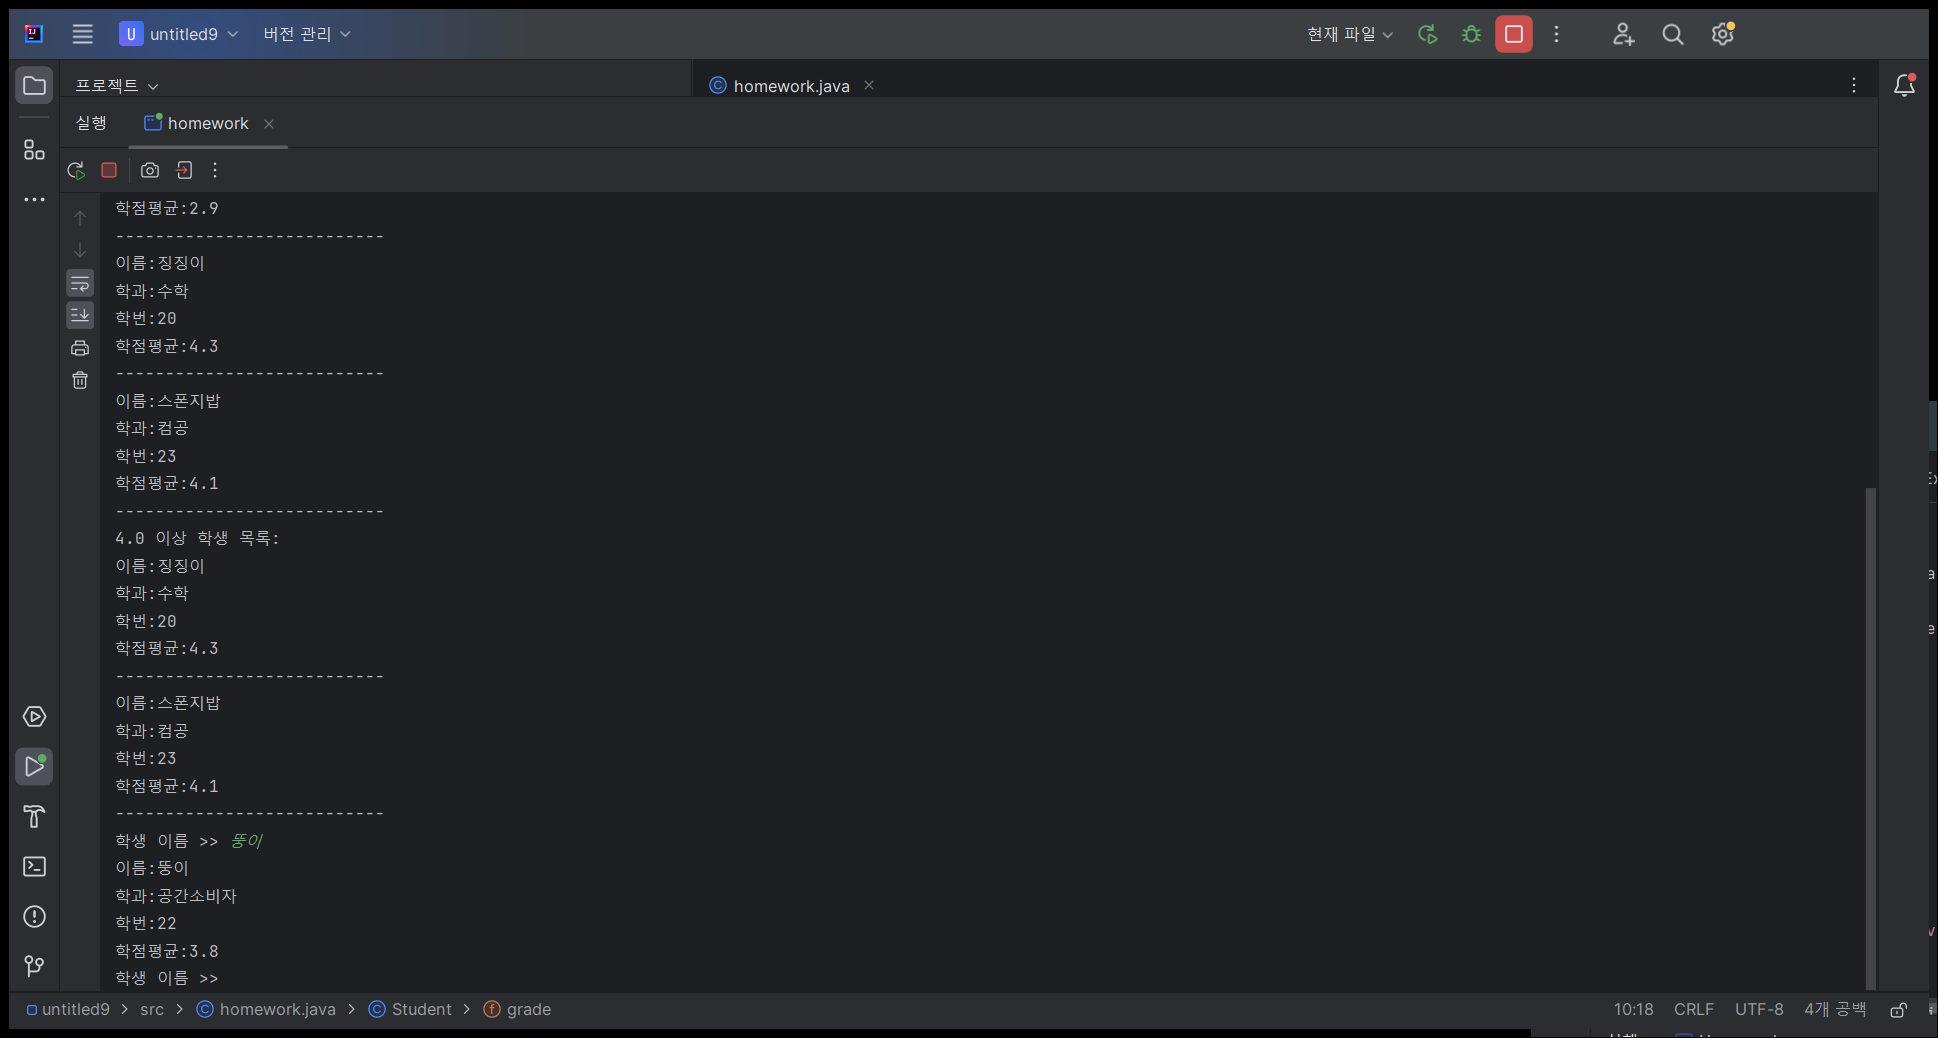 U untitled9 버전 관리 현재 파일
프로젝트 homework.java
실행 homework
학점평균:2.9
---------------------------
이름:징징이
학과:수학
학번:20
학점평균:4.3
---------------------------
이름:스폰지밥
학과:컴공
학번:23
학점평균:4.1
---------------------------
4.0 이상 학생 목록:
이름:징징이
학과:수학
학번:20
학점평균:4.3
---------------------------
이름:스폰지밥
학과:컴공
학번:23
학점평균:4.1
---------------------------
학생 이름 >> 뚱이
이름:뚱이
학과:공간소비자
학번:22
학점평균:3.8
학생 이름 >>
untitled9 > src > homework.java > Student > grade 10:18 CRLF UTF-8 4개 공백